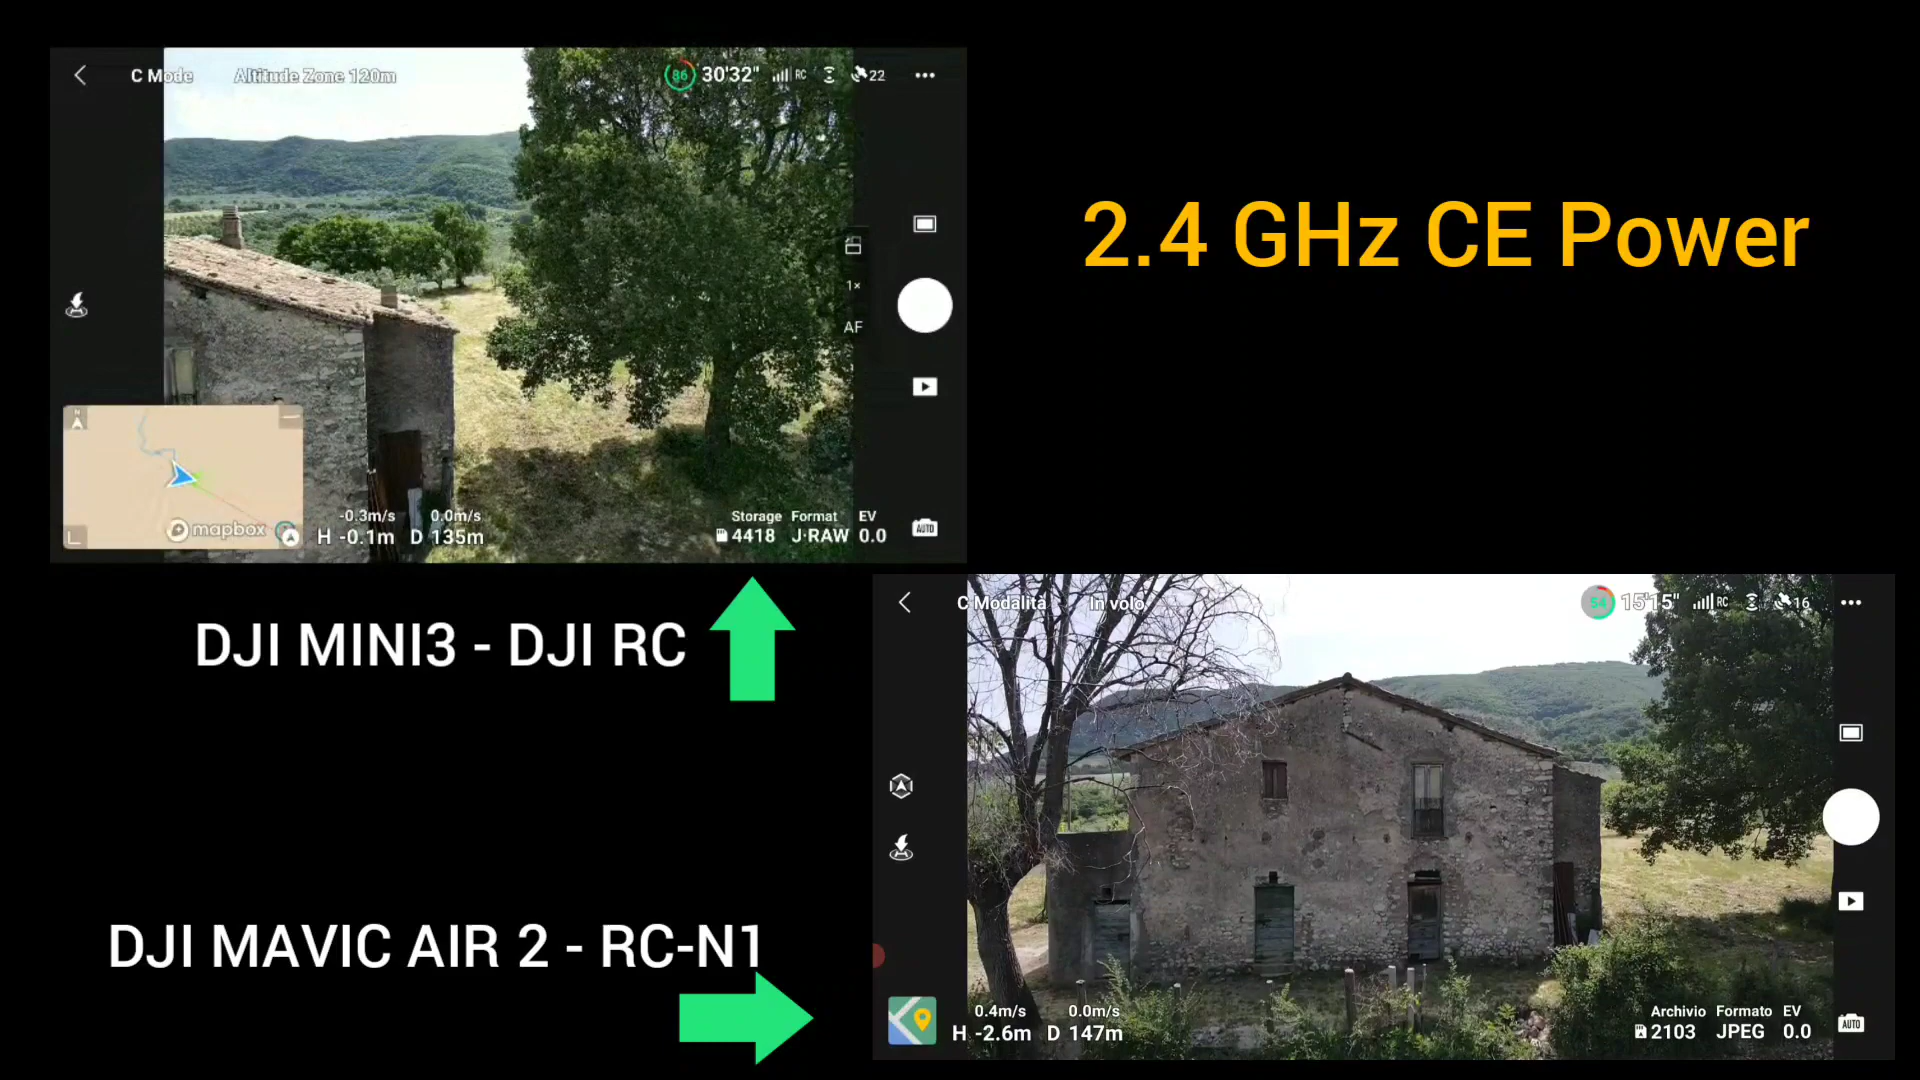 C Mode Altitude Zone 120m 86 30'32" RC 22
2.4 GHz CE Power
1×
AF
N
mapbox
-0.3m/s 0.0m/s
H -0.1m D 135m
Storage Format EV
4418 J·RAW 0.0
AUTO
DJI MINI3 - DJI RC
C Modalità In volo 54 15'15" RC 16
DJI MAVIC AIR 2 - RC-N1
0.4m/s 0.0m/s
H -2.6m D 147m
Archivio Formato EV
2103 JPEG 0.0
AUTO